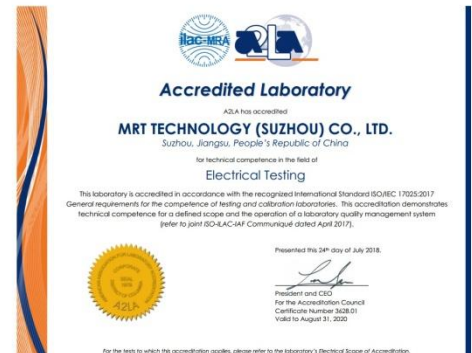 ilac-MRA
A2LA
Accredited Laboratory
A2LA has accredited
MRT TECHNOLOGY (SUZHOU) CO., LTD.
Suzhou, Jiangsu, People's Republic of China
for technical competence in the field of
Electrical Testing
This laboratory is accredited in accordance with the recognized International Standard ISO/IEC 17025:2017
General requirements for the competence of testing and calibration laboratories. This accreditation demonstrates
technical competence for a defined scope and the operation of a laboratory quality management system
(refer to joint ISO-ILAC-IAF Communiqué dated April 2017).
Presented this 24th day of July 2018.
President and CEO
For the Accreditation Council
Certificate Number 3628.01
Valid to August 31, 2020
SEAL
A2LA
For the tests to which this accreditation applies, please refer to the laboratory's Electrical Scope of Accreditation.